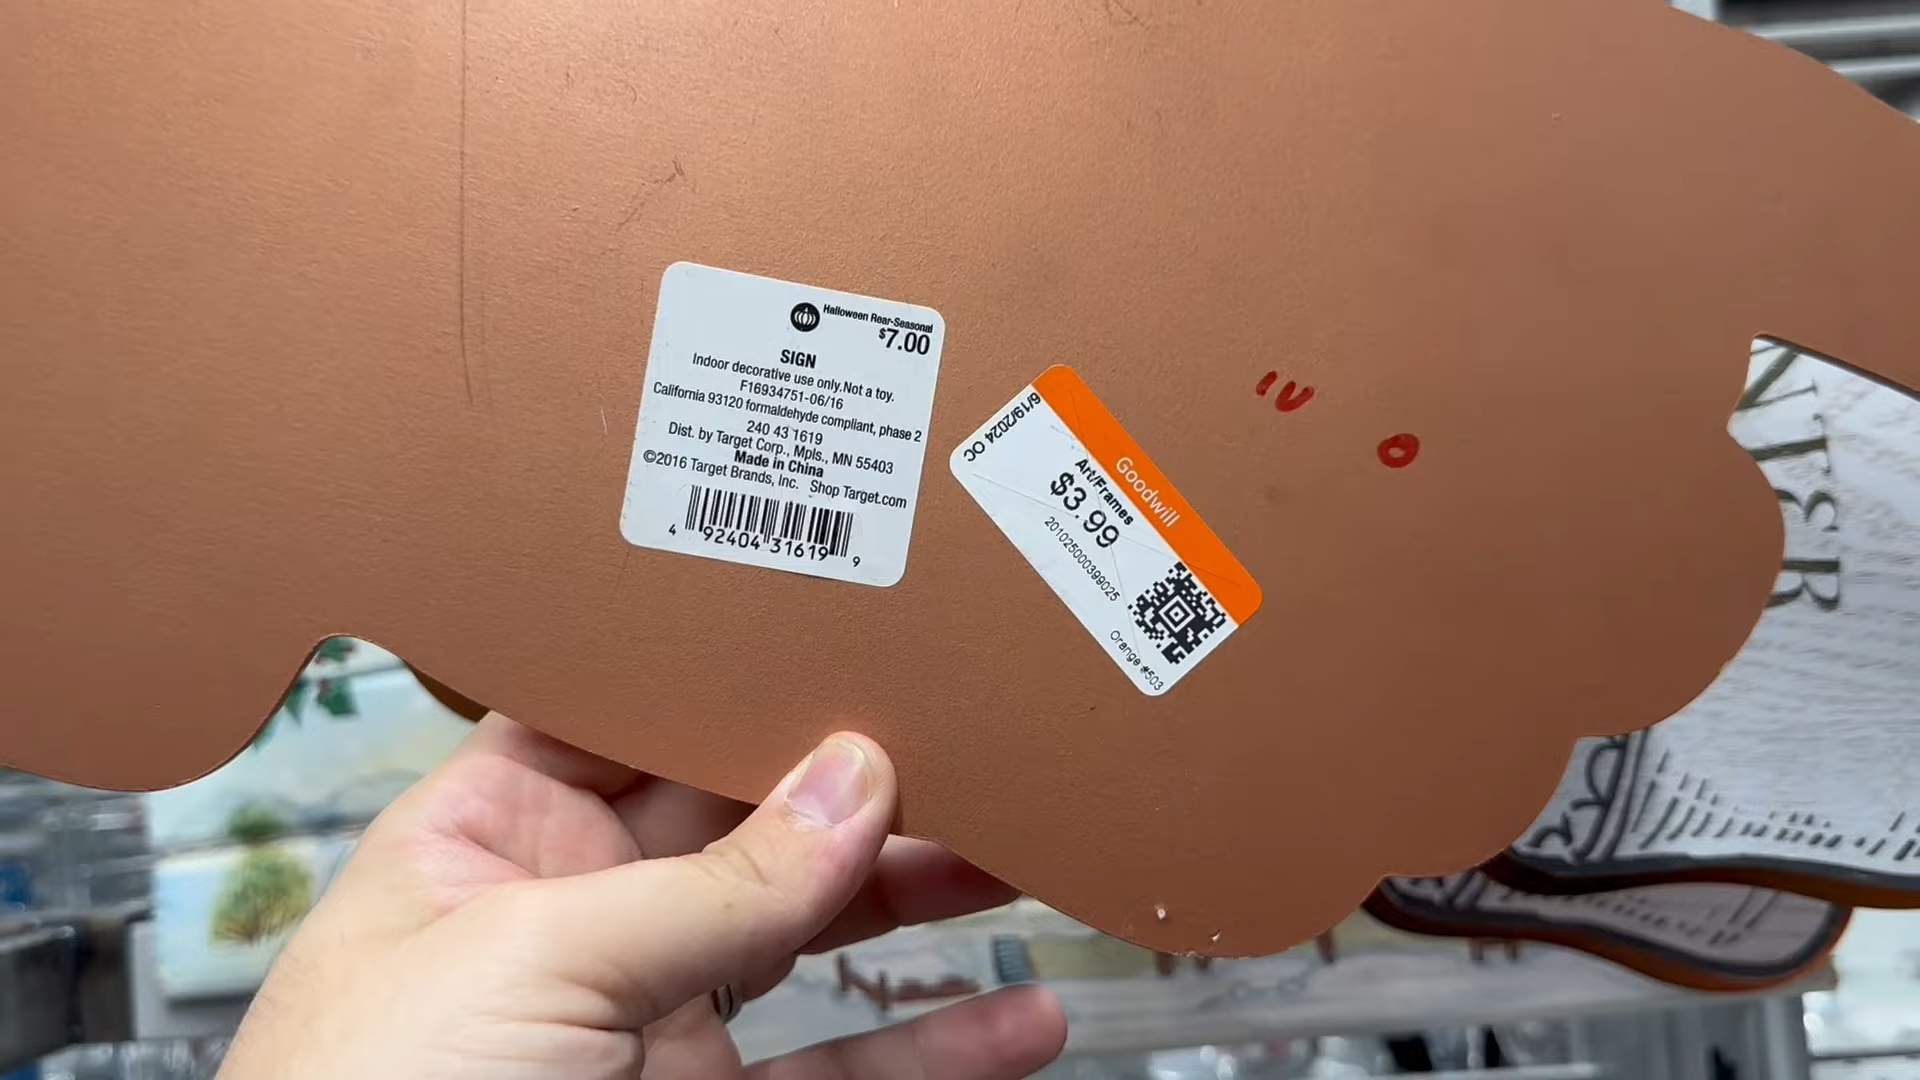 Halloween Rear-Seasonal
$7.00
SIGN
Indoor decorative use only.Not a toy.
F16934751-06/16
California 93120 formaldehyde compliant, phase 2
240 43 1619
Dist. by Target Corp., Mpls., MN 55403
Made in China
©2016 Target Brands, Inc. Shop Target.com
4 92404 31619 9
Goodwill
6/19/2024 OC
Art/Frames
$3.99
201025000399025
Orange #503